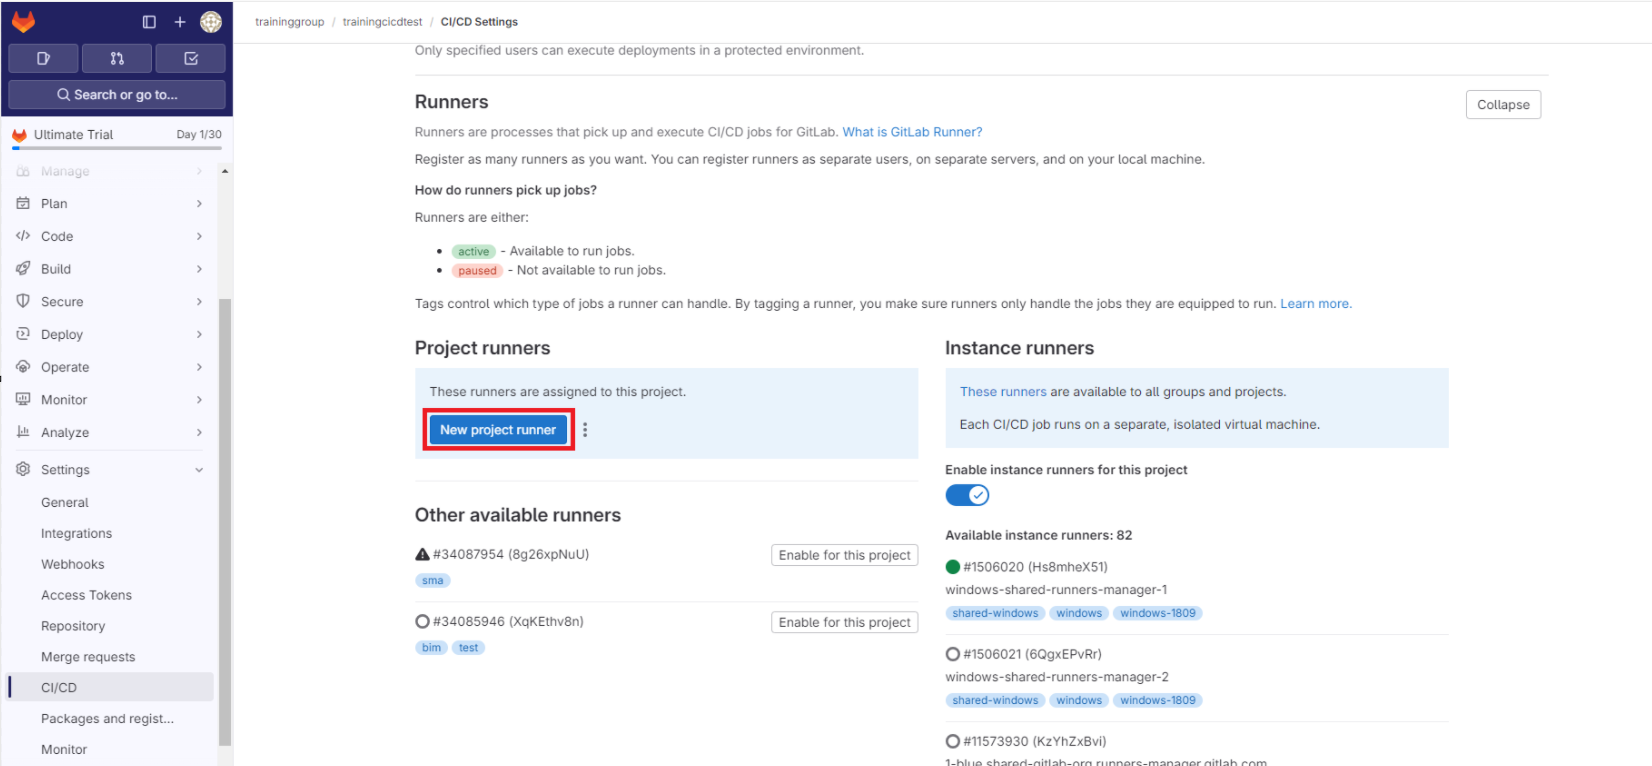 traininggroup / trainingcicdtest / CI/CD Settings
Search or go to...
Ultimate Trial Day 1/30
Manage
Plan
Code
Build
Secure
Deploy
Operate
Monitor
Analyze
Settings
General
Integrations
Webhooks
Access Tokens
Repository
Merge requests
CI/CD
Packages and regist...
Monitor
Only specified users can execute deployments in a protected environment.
Runners
Collapse
Runners are processes that pick up and execute CI/CD jobs for GitLab. What is GitLab Runner?
Register as many runners as you want. You can register runners as separate users, on separate servers, and on your local machine.
How do runners pick up jobs?
Runners are either:
active - Available to run jobs.
paused - Not available to run jobs.
Tags control which type of jobs a runner can handle. By tagging a runner, you make sure runners only handle the jobs they are equipped to run. Learn more.
Project runners
These runners are assigned to this project.
New project runner
Other available runners
#34087954 (8g26xpNuU) Enable for this project
sma
#34085946 (XqKEthv8n) Enable for this project
bim test
Instance runners
These runners are available to all groups and projects.
Each CI/CD job runs on a separate, isolated virtual machine.
Enable instance runners for this project
Available instance runners: 82
#1506020 (Hs8mheX51)
windows-shared-runners-manager-1
shared-windows windows windows-1809
#1506021 (6QgxEPvRr)
windows-shared-runners-manager-2
shared-windows windows windows-1809
#11573930 (KzYhZxBvi)
1-blue.shared-gitlab-org.runners-manager.gitlab.com